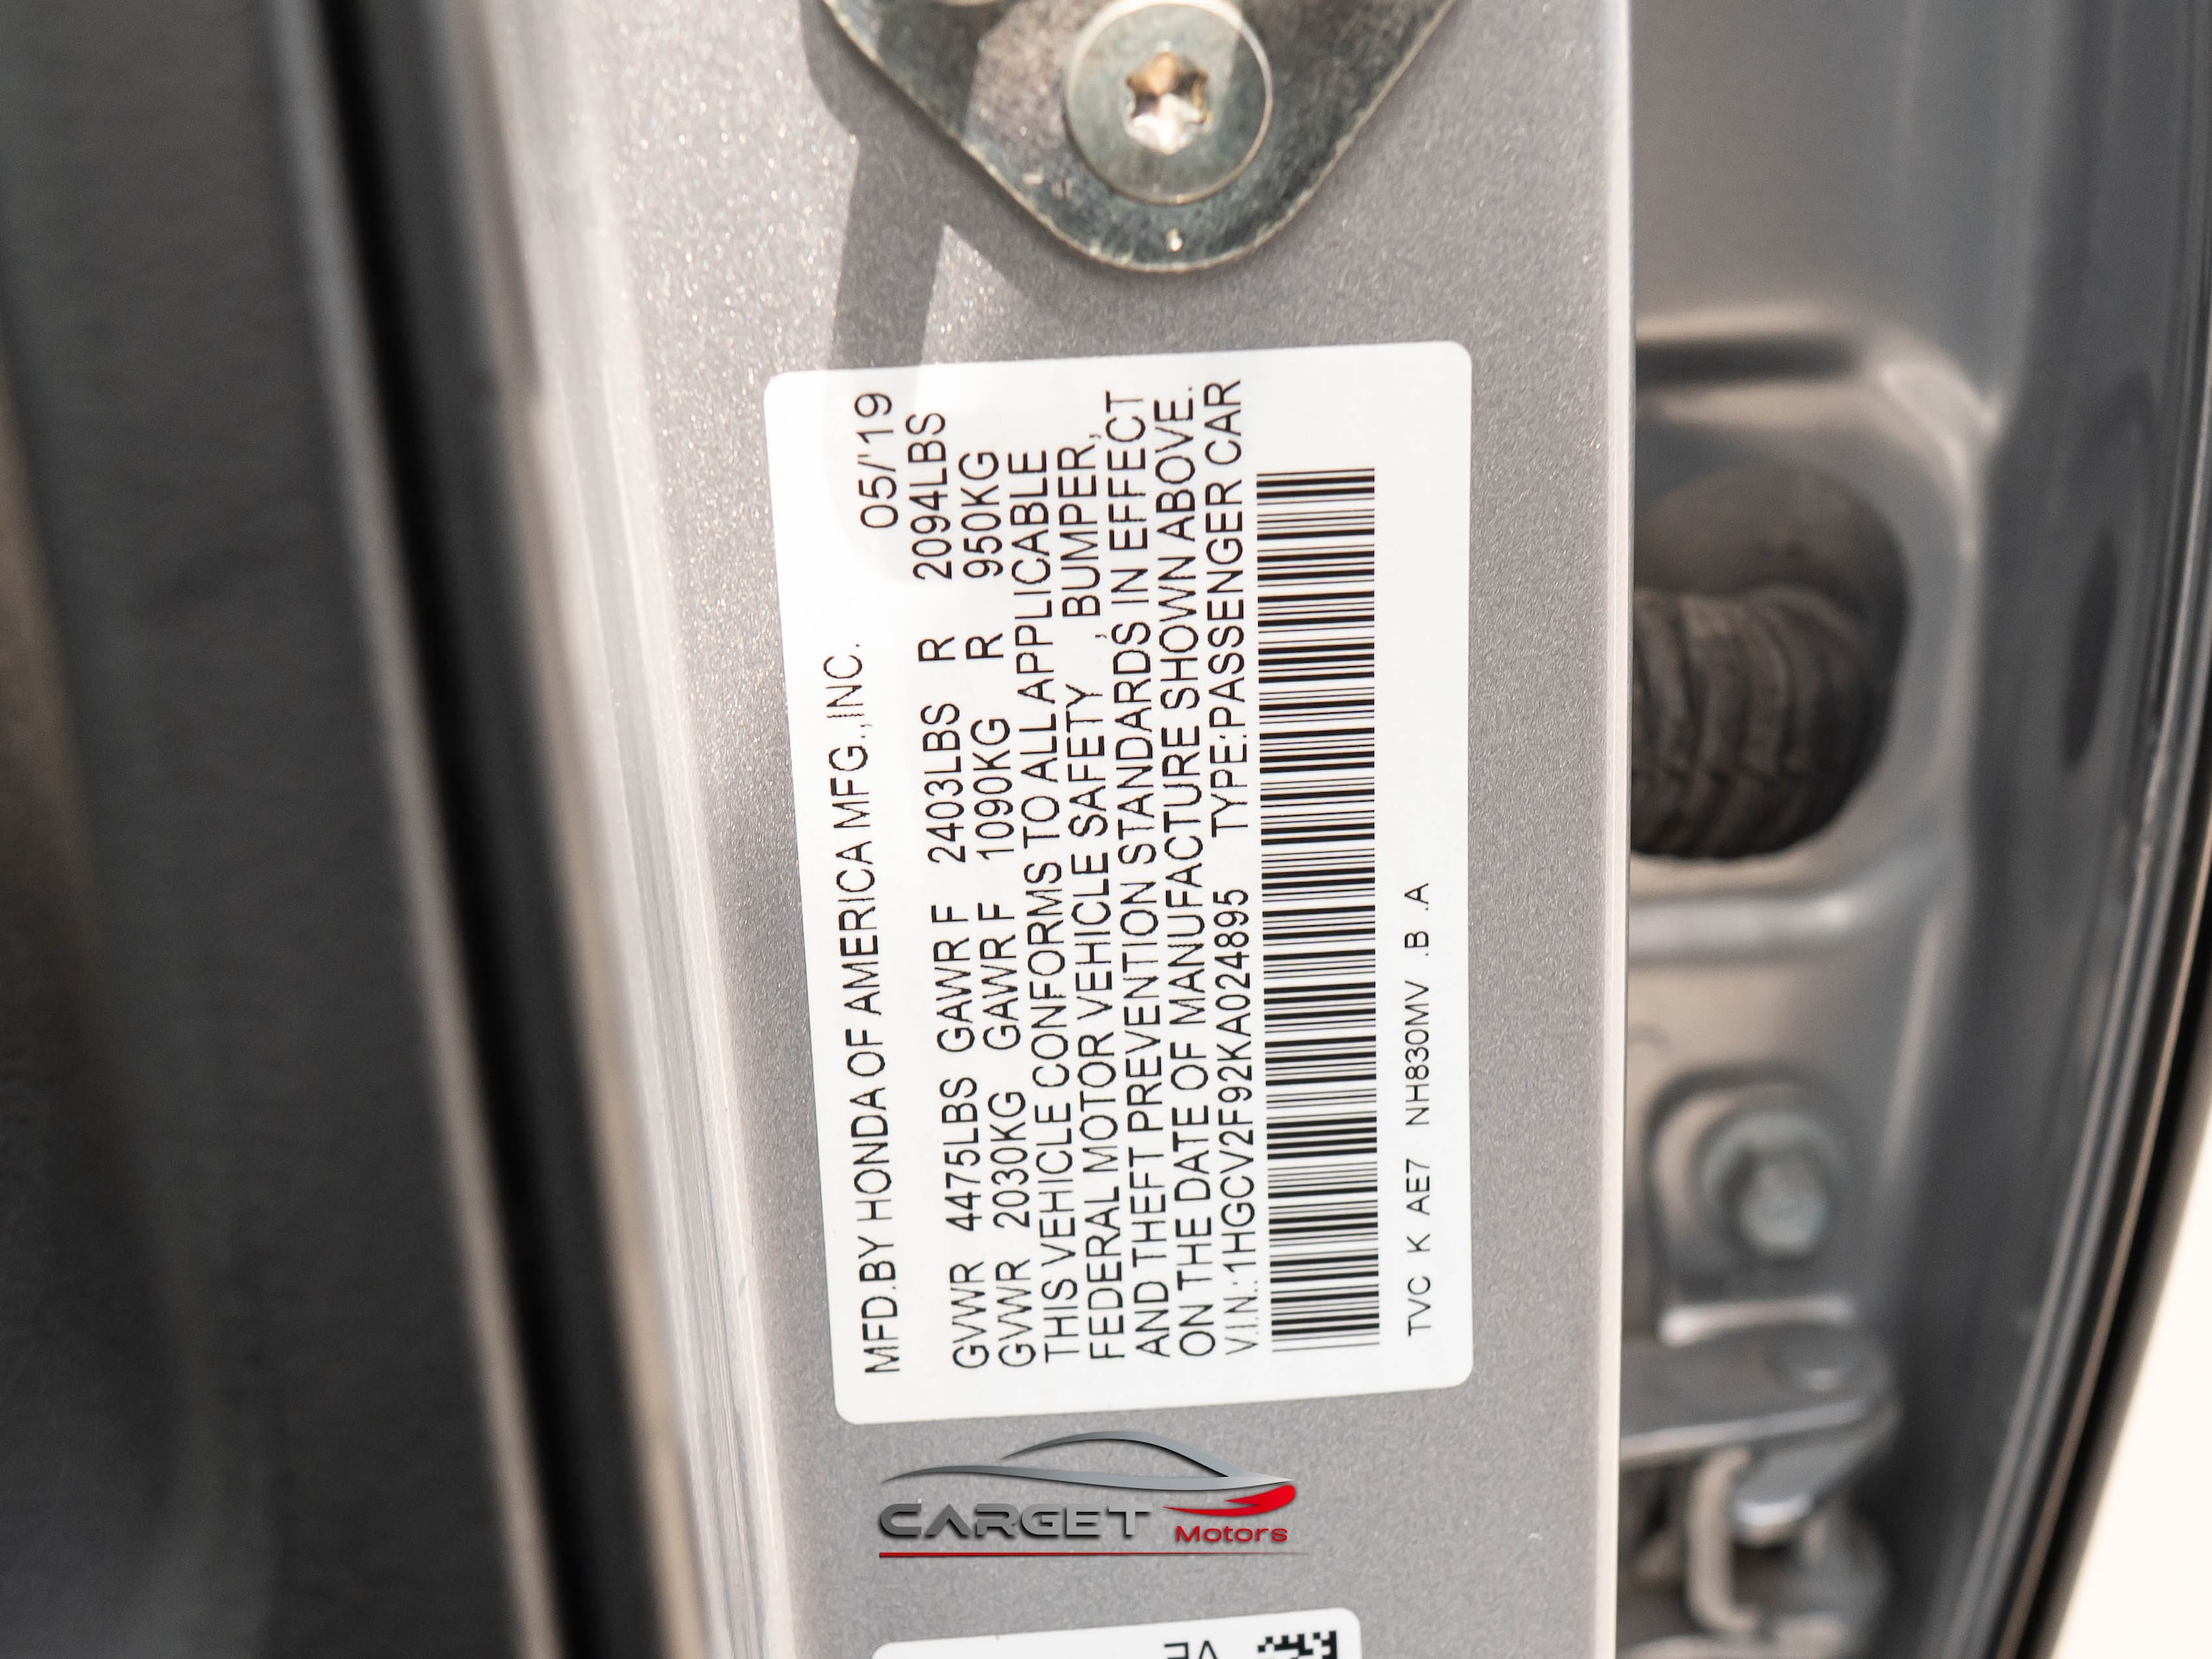 MFD.BY HONDA OF AMERICA MFG.,INC.
05/'19
GVWR 4475LBS GAWR F 2403LBS R 2094LBS
GVWR 2030KG GAWR F 1090KG R 950KG
THIS VEHICLE CONFORMS TO ALL APPLICABLE
FEDERAL MOTOR VEHICLE SAFETY , BUMPER,
AND THEFT PREVENTION STANDARDS IN EFFECT
ON THE DATE OF MANUFACTURE SHOWN ABOVE.
V.I.N.:1HGCV2F92KA024895 TYPE:PASSENGER CAR
TVC K AE7 NH830MV .B .A
CARGET
Motors